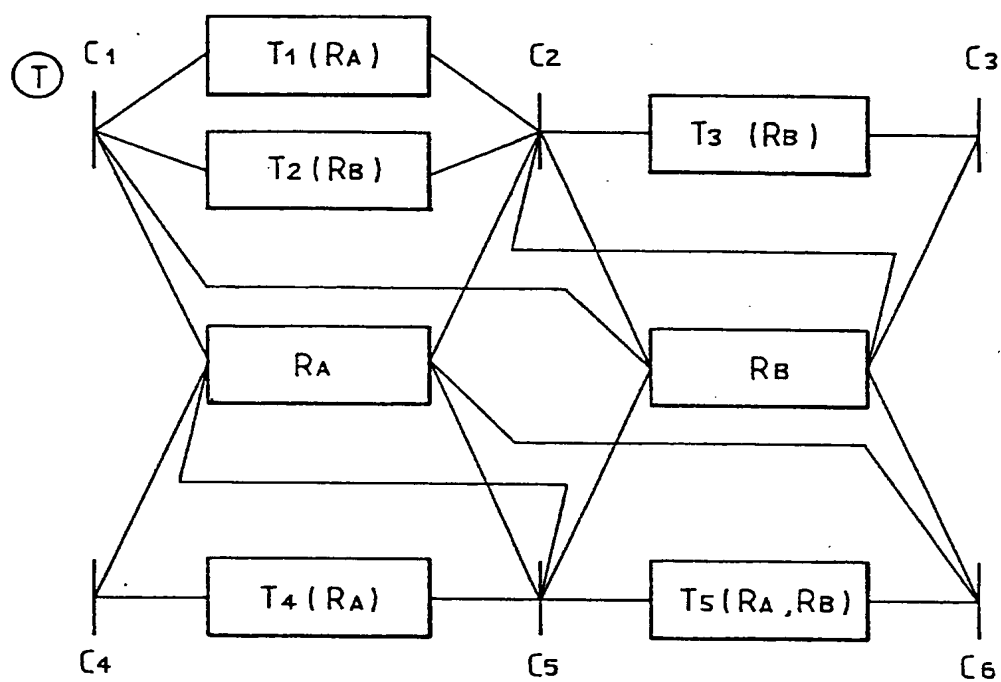 T
C1
T1 (RA)
C2
C3
T2 (RB)
T3 (RB)
RA
RB
T4 (RA)
T5 (RA, RB)
C4
C5
C6